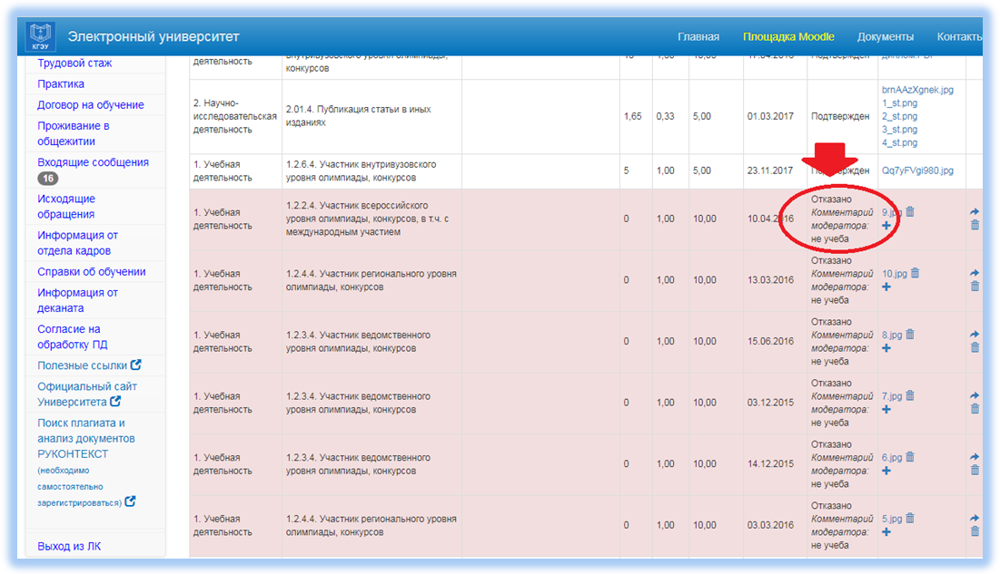 КГЭУ
Электронный университет
Главная
Площадка Moodle
Документы
Контакты
Трудовой стаж
Практика
Договор на обучение
Проживание в
общежитии
Входящие сообщения
16
Исходящие
обращения
Информация от
отдела кадров
Справки об обучении
Информация от
деканата
Согласие на
обработку ПД
Полезные ссылки
Официальный сайт
Университета
Поиск плагиата и
анализ документов
РУКОНТЕКСТ
(необходимо
самостоятельно
зарегистрироваться)
Выход из ЛК
деятельность
внутривузовского уровня олимпиады,
конкурсов
2. Научно-
исследовательская
деятельность
2.01.4. Публикация статьи в иных
изданиях
1,65
0,33
5,00
01.03.2017
Подтвержден
brnAAzXgnek.jpg
1_st.png
2_st.png
3_st.png
4_st.png
1. Учебная
деятельность
1.2.6.4. Участник внутривузовского
уровня олимпиады, конкурсов
5
1,00
5,00
23.11.2017
Qq7yFVgi980.jpg
1. Учебная
деятельность
1.2.2.4. Участник всероссийского
уровня олимпиады, конкурсов, в т.ч. с
международным участием
0
1,00
10,00
10.04.2016
Отказано
Комментарий
модератора:
не учеба
9.jpg
1. Учебная
деятельность
1.2.4.4. Участник регионального уровня
олимпиады, конкурсов
0
1,00
10,00
13.03.2016
Отказано
Комментарий
модератора:
не учеба
10.jpg
1. Учебная
деятельность
1.2.3.4. Участник ведомственного
уровня олимпиады, конкурсов
0
1,00
10,00
15.06.2016
Отказано
Комментарий
модератора:
не учеба
8.jpg
1. Учебная
деятельность
1.2.3.4. Участник ведомственного
уровня олимпиады, конкурсов
0
1,00
10,00
03.12.2015
Отказано
Комментарий
модератора:
не учеба
7.jpg
1. Учебная
деятельность
1.2.3.4. Участник ведомственного
уровня олимпиады, конкурсов
0
1,00
10,00
14.12.2015
Отказано
Комментарий
модератора:
не учеба
6.jpg
1. Учебная
деятельность
1.2.4.4. Участник регионального уровня
олимпиады, конкурсов
0
1,00
10,00
03.03.2016
Отказано
Комментарий
модератора:
не учеба
5.jpg